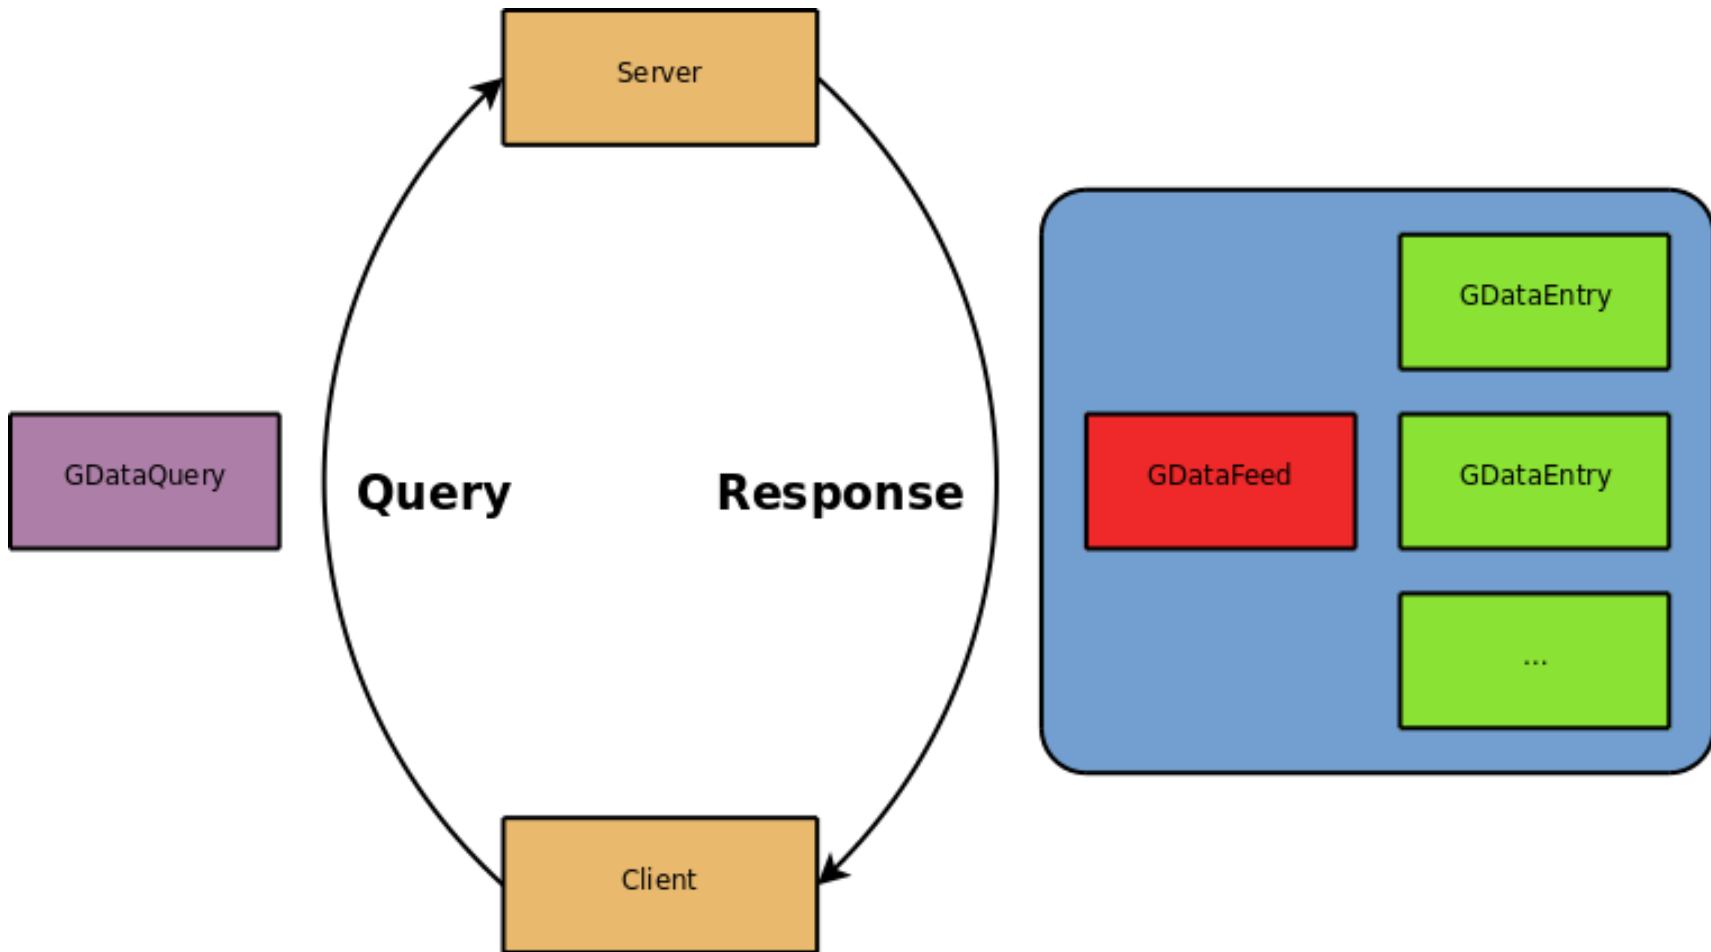 Server
GDataEntry
GDataQuery
Query
Response
GDataFeed
GDataEntry
...
Client